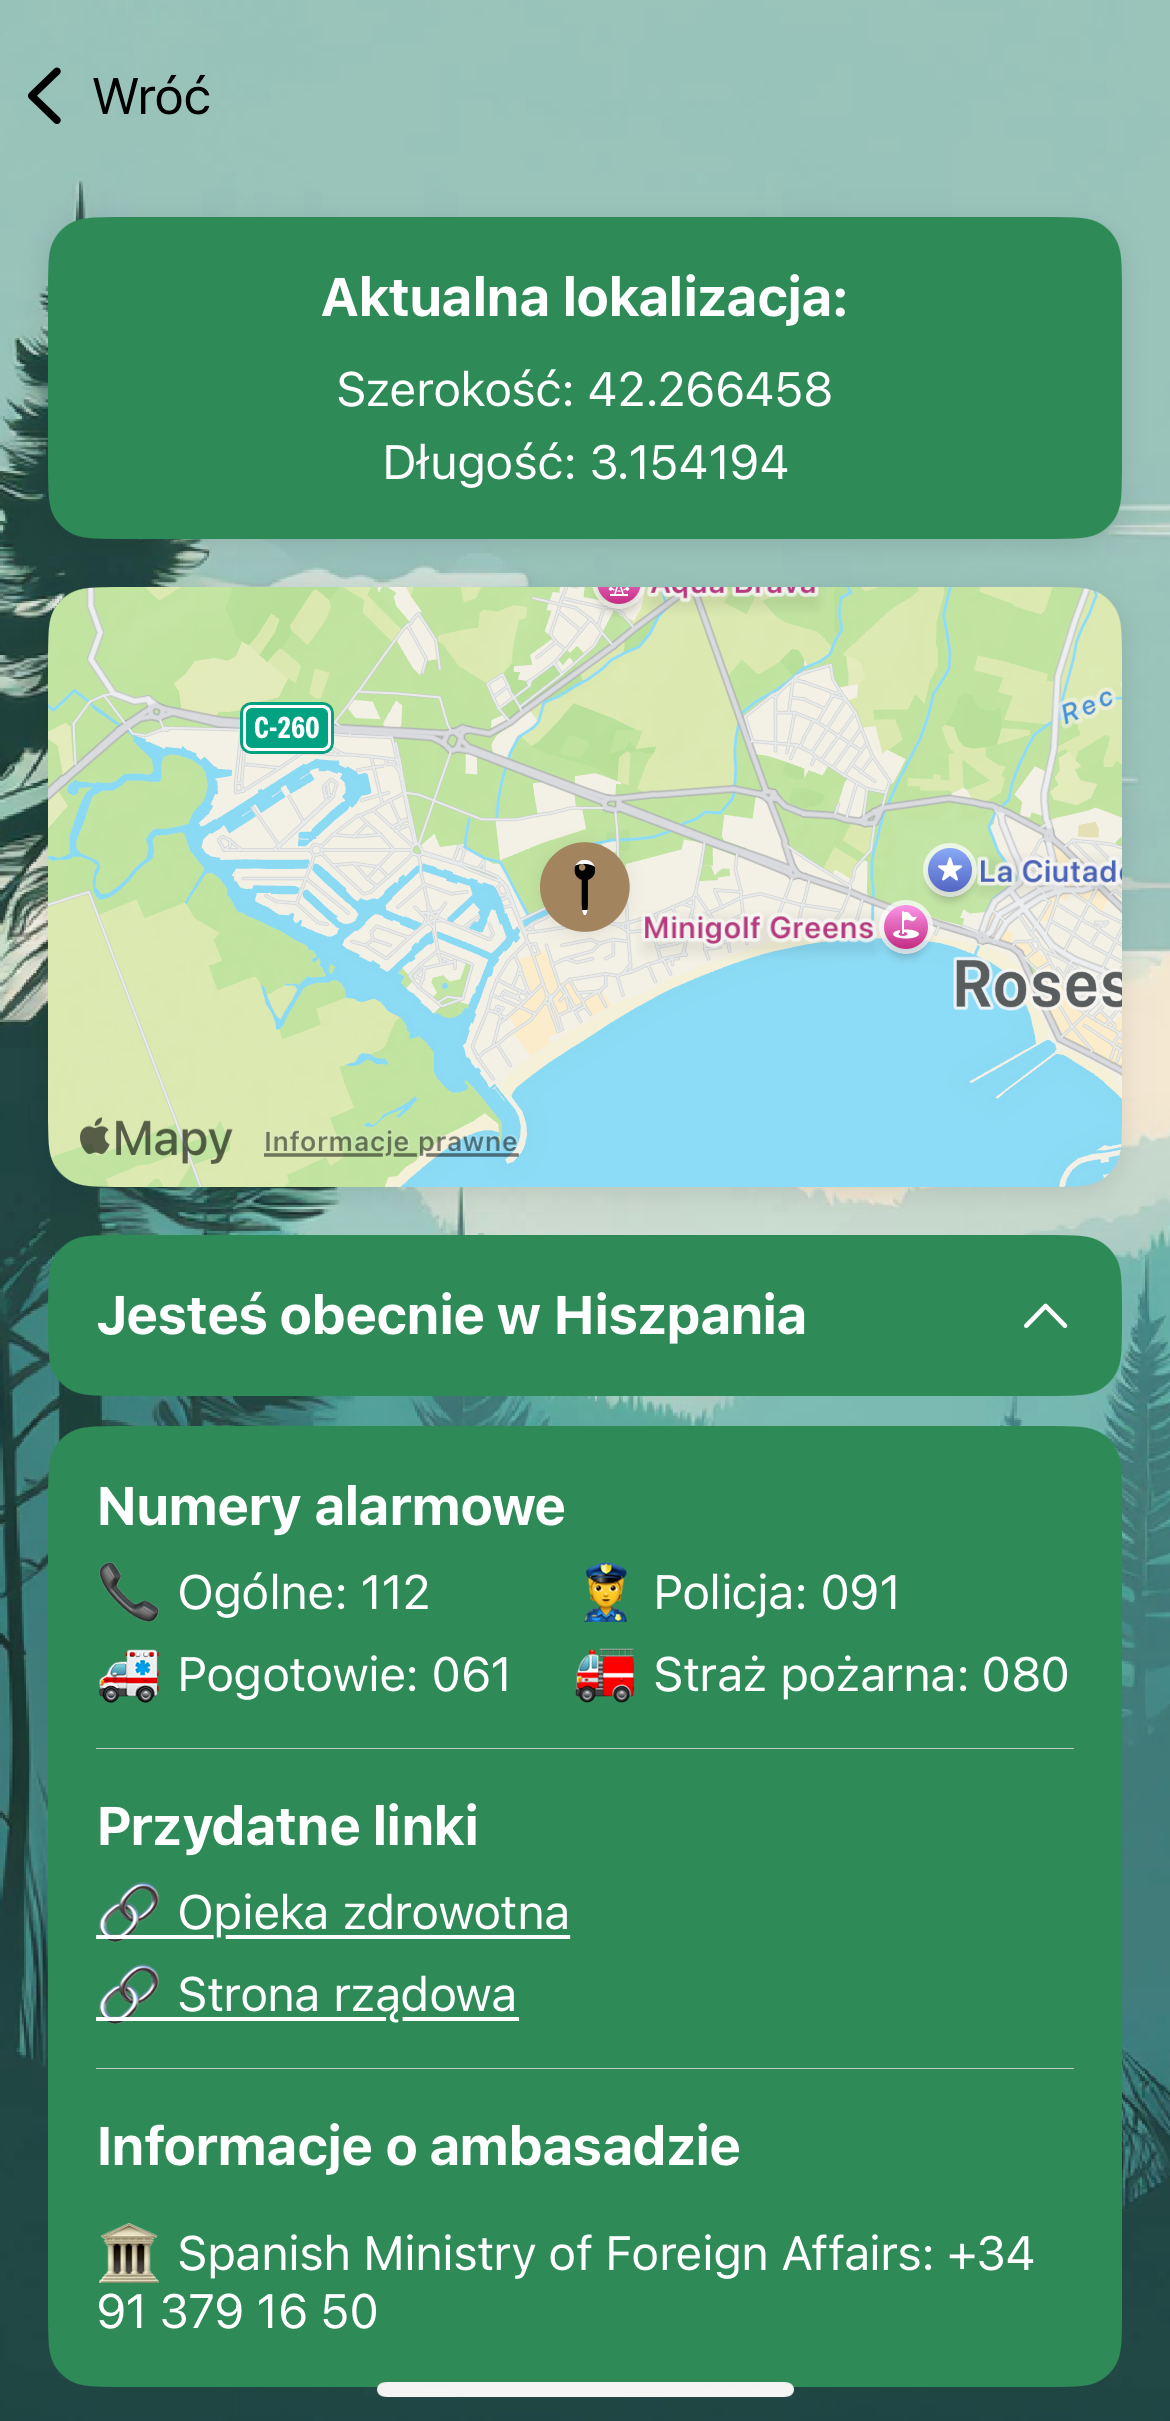 Wróć
Aktualna lokalizacja:
Szerokość: 42.266458
Długość: 3.154194
Aqua Brava
C-260
Rec
La Ciutad
Minigolf Greens
Roses
Mapy
Informacje prawne
Jesteś obecnie w Hiszpania
Numery alarmowe
Ogólne: 112
Policja: 091
Pogotowie: 061
Straż pożarna: 080
Przydatne linki
Opieka zdrowotna
Strona rządowa
Informacje o ambasadzie
Spanish Ministry of Foreign Affairs: +34
91 379 16 50